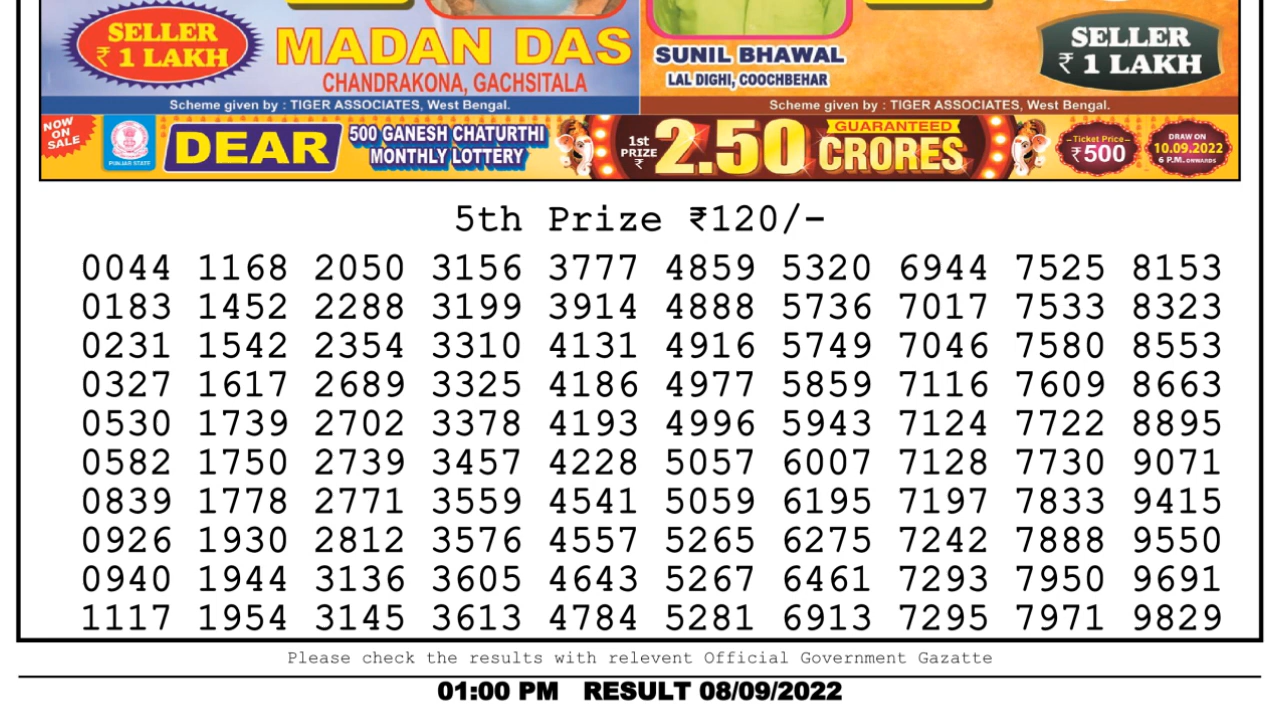 SELLER
₹ 1 LAKH
MADAN DAS
CHANDRAKONA, GACHSITALA
Scheme given by : TIGER ASSOCIATES, West Bengal.
SUNIL BHAWAL
LAL DIGHI, COOCHBEHAR
SELLER
₹ 1 LAKH
Scheme given by : TIGER ASSOCIATES, West Bengal.
NOW
ON
SALE
PUNJAB STATE
DEAR
500 GANESH CHATURTHI
MONTHLY LOTTERY
1st
PRIZE
₹
2.50
GUARANTEED
CRORES
Ticket Price
₹500
DRAW ON
10.09.2022
6 P.M. ONWARDS
5th Prize ₹120/-
0044 1168 2050 3156 3777 4859 5320 6944 7525 8153
0183 1452 2288 3199 3914 4888 5736 7017 7533 8323
0231 1542 2354 3310 4131 4916 5749 7046 7580 8553
0327 1617 2689 3325 4186 4977 5859 7116 7609 8663
0530 1739 2702 3378 4193 4996 5943 7124 7722 8895
0582 1750 2739 3457 4228 5057 6007 7128 7730 9071
0839 1778 2771 3559 4541 5059 6195 7197 7833 9415
0926 1930 2812 3576 4557 5265 6275 7242 7888 9550
0940 1944 3136 3605 4643 5267 6461 7293 7950 9691
1117 1954 3145 3613 4784 5281 6913 7295 7971 9829
Please check the results with relevent Official Government Gazatte
01:00 PM RESULT 08/09/2022